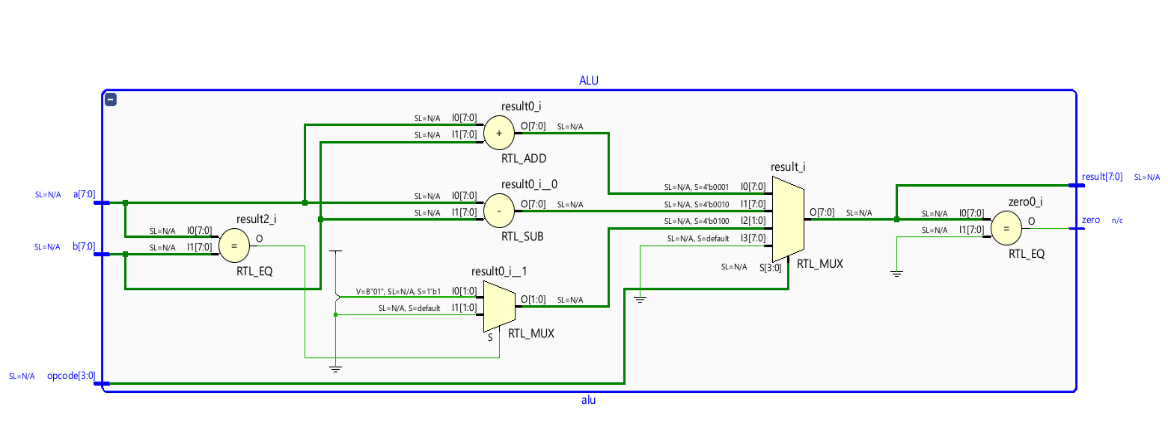 ALU
result0_i
SL=N/A I0[7:0]
O[7:0] SL=N/A
SL=N/A I1[7:0]
+
RTL_ADD
result_i
result[7:0] SL=N/A
result0_i__0
SL=N/A, S=4'b0001 I0[7:0]
SL=N/A a[7:0]
SL=N/A I0[7:0]
O[7:0] SL=N/A
SL=N/A, S=4'b0010 I1[7:0]
zero0_i
SL=N/A I1[7:0]
-
SL=N/A, S=4'b0100 I2[1:0]
O[7:0] SL=N/A
SL=N/A I0[7:0]
zero n/c
result2_i
SL=N/A I0[7:0]
RTL_SUB
SL=N/A, S=default I3[7:0]
SL=N/A I1[7:0]
=
O
SL=N/A b[7:0]
SL=N/A I1[7:0]
=
O
RTL_EQ
SL=N/A S[3:0]
RTL_MUX
RTL_EQ
result0_i__1
V=B"01", SL=N/A, S=1'b1 I0[1:0]
O[1:0] SL=N/A
SL=N/A, S=default I1[1:0]
S
RTL_MUX
SL=N/A opcode[3:0]
alu